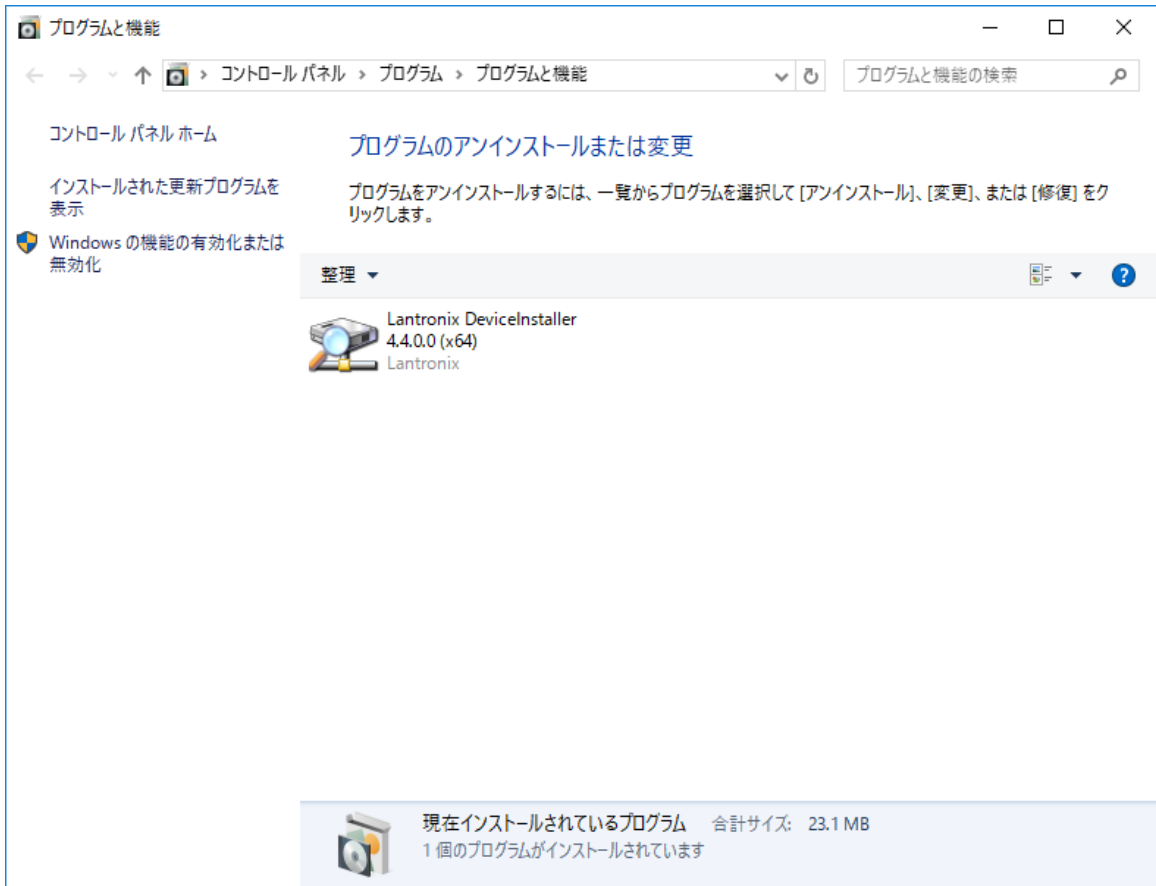 プログラムと機能
コントロール パネル › プログラム › プログラムと機能
プログラムと機能の検索
コントロール パネル ホーム
インストールされた更新プログラムを
表示
Windows の機能の有効化または
無効化
プログラムのアンインストールまたは変更
プログラムをアンインストールするには、一覧からプログラムを選択して [アンインストール]、[変更]、または [修復] をク
リックします。
整理
Lantronix DeviceInstaller
4.4.0.0 (x64)
Lantronix
現在インストールされているプログラム 合計サイズ: 23.1 MB
1 個のプログラムがインストールされています